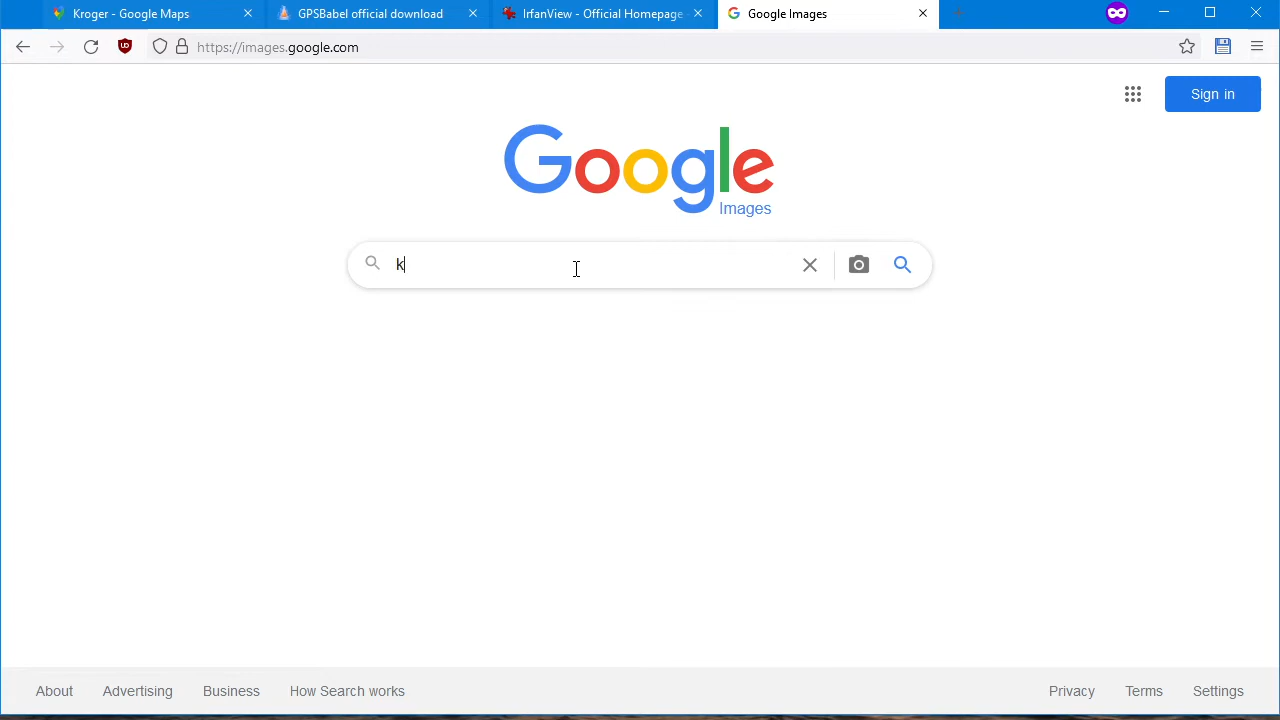 Kroger - Google Maps
GPSBabel official download
IrfanView - Official Homepage -
Google Images
https://images.google.com
Sign in
Google
Images
k
About
Advertising
Business
How Search works
Privacy
Terms
Settings